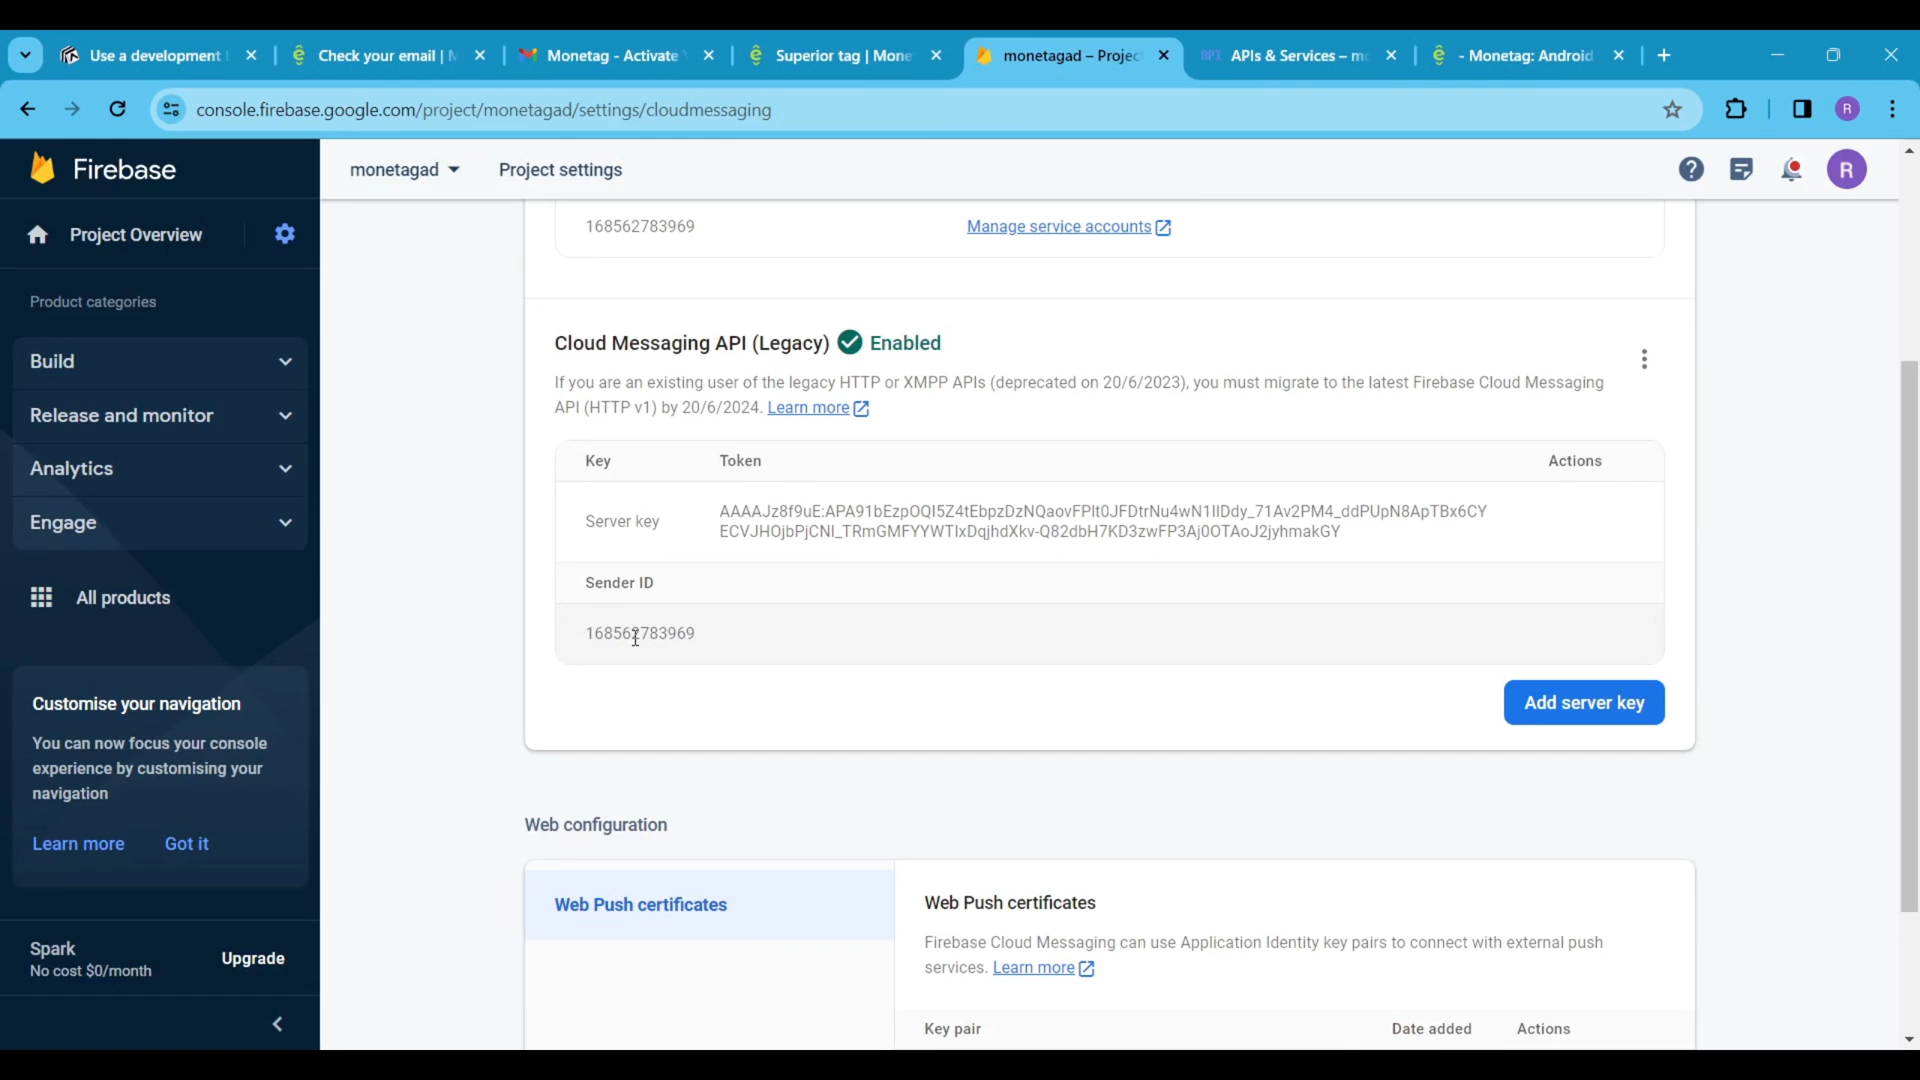 Use a development
Check your email | M
Monetag - Activate
Superior tag | Mone
monetagad – Projec
APIs & Services – mo
- Monetag: Android
console.firebase.google.com/project/monetagad/settings/cloudmessaging
R
Firebase
monetagad
Project settings
R
Project Overview
Product categories
Build
Release and monitor
Analytics
Engage
All products
Customise your navigation
You can now focus your console
experience by customising your
navigation
Learn more
Got it
Spark
No cost $0/month
Upgrade
168562783969
Manage service accounts
Cloud Messaging API (Legacy)
Enabled
If you are an existing user of the legacy HTTP or XMPP APIs (deprecated on 20/6/2023), you must migrate to the latest Firebase Cloud Messaging
API (HTTP v1) by 20/6/2024. Learn more
Key
Token
Actions
Server key
AAAAJz8f9uE:APA91bEzpOQI5Z4tEbpzDzNQaovFPIt0JFDtrNu4wN1IlDdy_71Av2PM4_ddPUpN8ApTBx6CY
ECVJHOjbPjCNl_TRmGMFYYWTIxDqjhdXkv-Q82dbH7KD3zwFP3Aj0OTAoJ2jyhmakGY
Sender ID
168562783969
Add server key
Web configuration
Web Push certificates
Web Push certificates
Firebase Cloud Messaging can use Application Identity key pairs to connect with external push
services. Learn more
Key pair
Date added
Actions